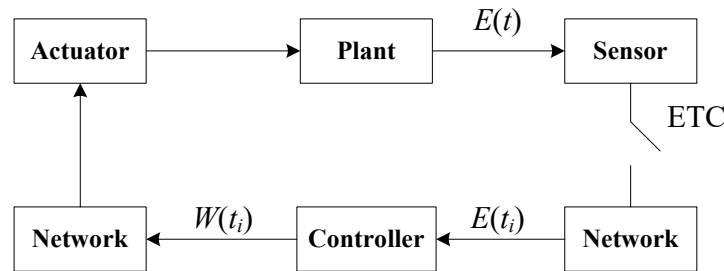 Actuator
Plant
E(t)
Sensor
ETC
Network
W(tᵢ)
Controller
E(tᵢ)
Network